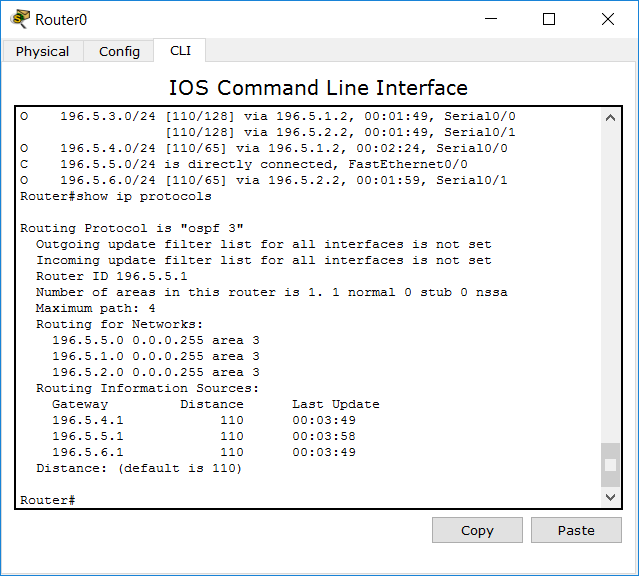 Router0
Physical Config CLI
IOS Command Line Interface
O    196.5.3.0/24 [110/128] via 196.5.1.2, 00:01:49, Serial0/0
                  [110/128] via 196.5.2.2, 00:01:49, Serial0/1
O    196.5.4.0/24 [110/65] via 196.5.1.2, 00:02:24, Serial0/0
C    196.5.5.0/24 is directly connected, FastEthernet0/0
O    196.5.6.0/24 [110/65] via 196.5.2.2, 00:01:59, Serial0/1
Router#show ip protocols

Routing Protocol is "ospf 3"
  Outgoing update filter list for all interfaces is not set
  Incoming update filter list for all interfaces is not set
  Router ID 196.5.5.1
  Number of areas in this router is 1. 1 normal 0 stub 0 nssa
  Maximum path: 4
  Routing for Networks:
    196.5.5.0 0.0.0.255 area 3
    196.5.1.0 0.0.0.255 area 3
    196.5.2.0 0.0.0.255 area 3
  Routing Information Sources:
    Gateway         Distance      Last Update
    196.5.4.1            110      00:03:49
    196.5.5.1            110      00:03:58
    196.5.6.1            110      00:03:49
  Distance: (default is 110)

Router#
Copy Paste